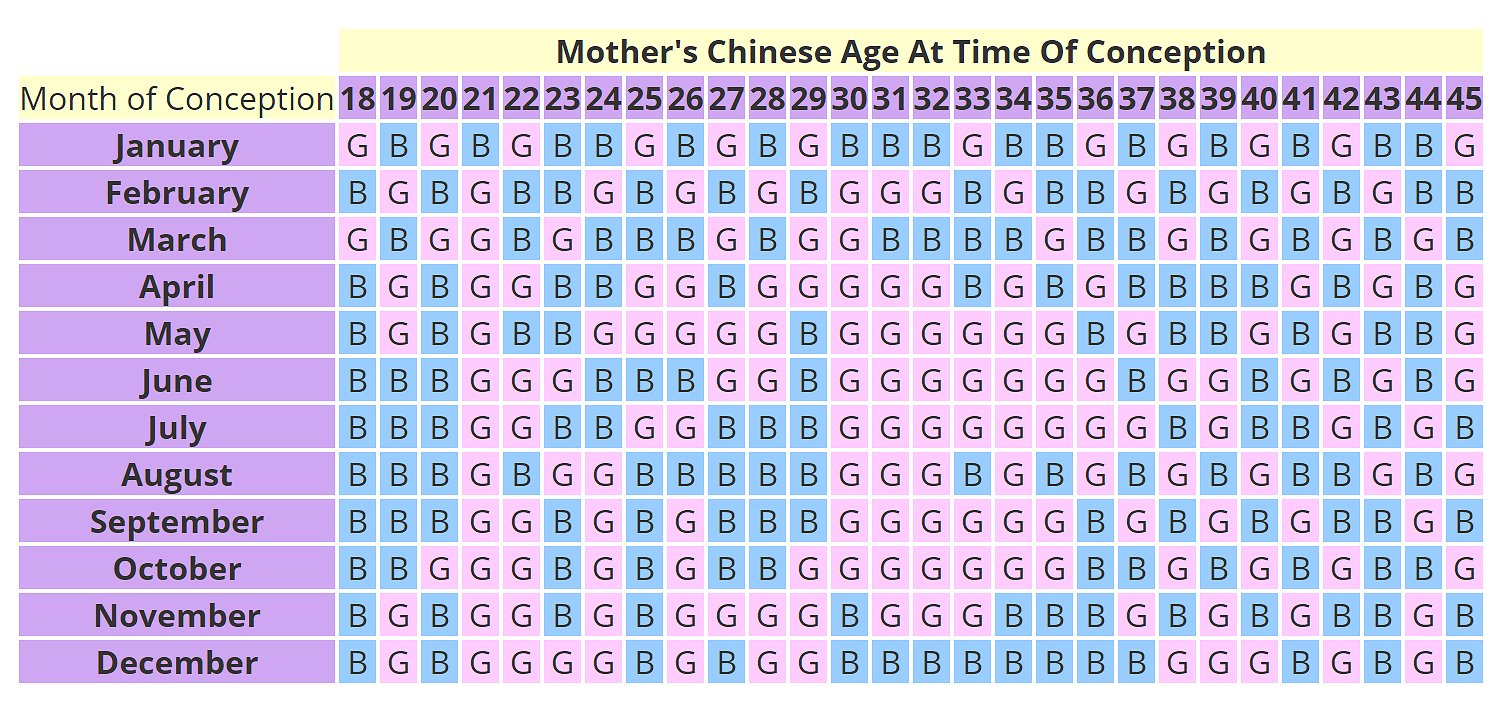 Mother's Chinese Age At Time Of Conception
Month of Conception 18 19 20 21 22 23 24 25 26 27 28 29 30 31 32 33 34 35 36 37 38 39 40 41 42 43 44 45
January G B G B G B B G B G B G B B B G B B G B G B G B G B B G
February B G B G B B G B G B G B G G G B G B B G B G B G B G B B
March G B G G B G B B B G B G G B B B B G B B G B G B G B G B
April B G B G G B B G G B G G G G G B G B G B B B B G B G B G
May B G B G B B G G G G G B G G G G G G B G B B G B G B B G
June B B B G G G B B B G G B G G G G G G G B G G B G B G B G
July B B B G G B B G G B B B G G G G G G G G B G B B G B G B
August B B B G B G G B B B B B G G G B G B G B G B G B B G B G
September B B B G G B G B G B B B G G G G G G B G B G B G B B G B
October B B G G G B G B G B B G G G G G G G B B G B G B G B B G
November B G B G G B G B G G G G B G G G B B B G B G B G B B G B
December B G B G G G G B G B G G B B B B B B B B G G G B G B G B